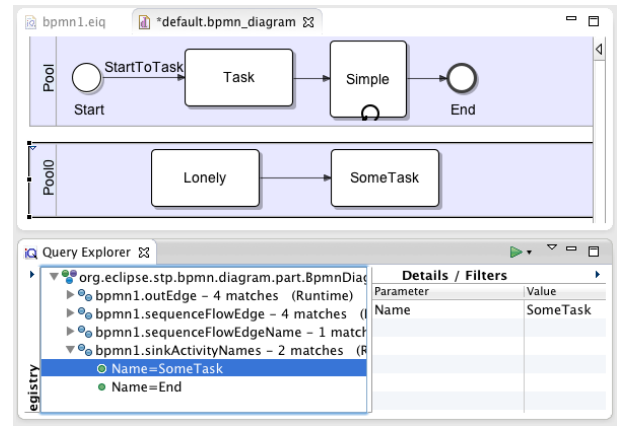 bpmn1.eiq
*default.bpmn_diagram
Pool
StartToTask
Task
Simple
Start
End
Pool0
Lonely
SomeTask
Query Explorer
org.eclipse.stp.bpmn.diagram.part.BpmnDiag
bpmn1.outEdge – 4 matches (Runtime)
bpmn1.sequenceFlowEdge – 4 matches
bpmn1.sequenceFlowEdgeName – 1 match
bpmn1.sinkActivityNames – 2 matches (R
Name=SomeTask
Name=End
egistry
Details / Filters
Parameter Value
Name SomeTask